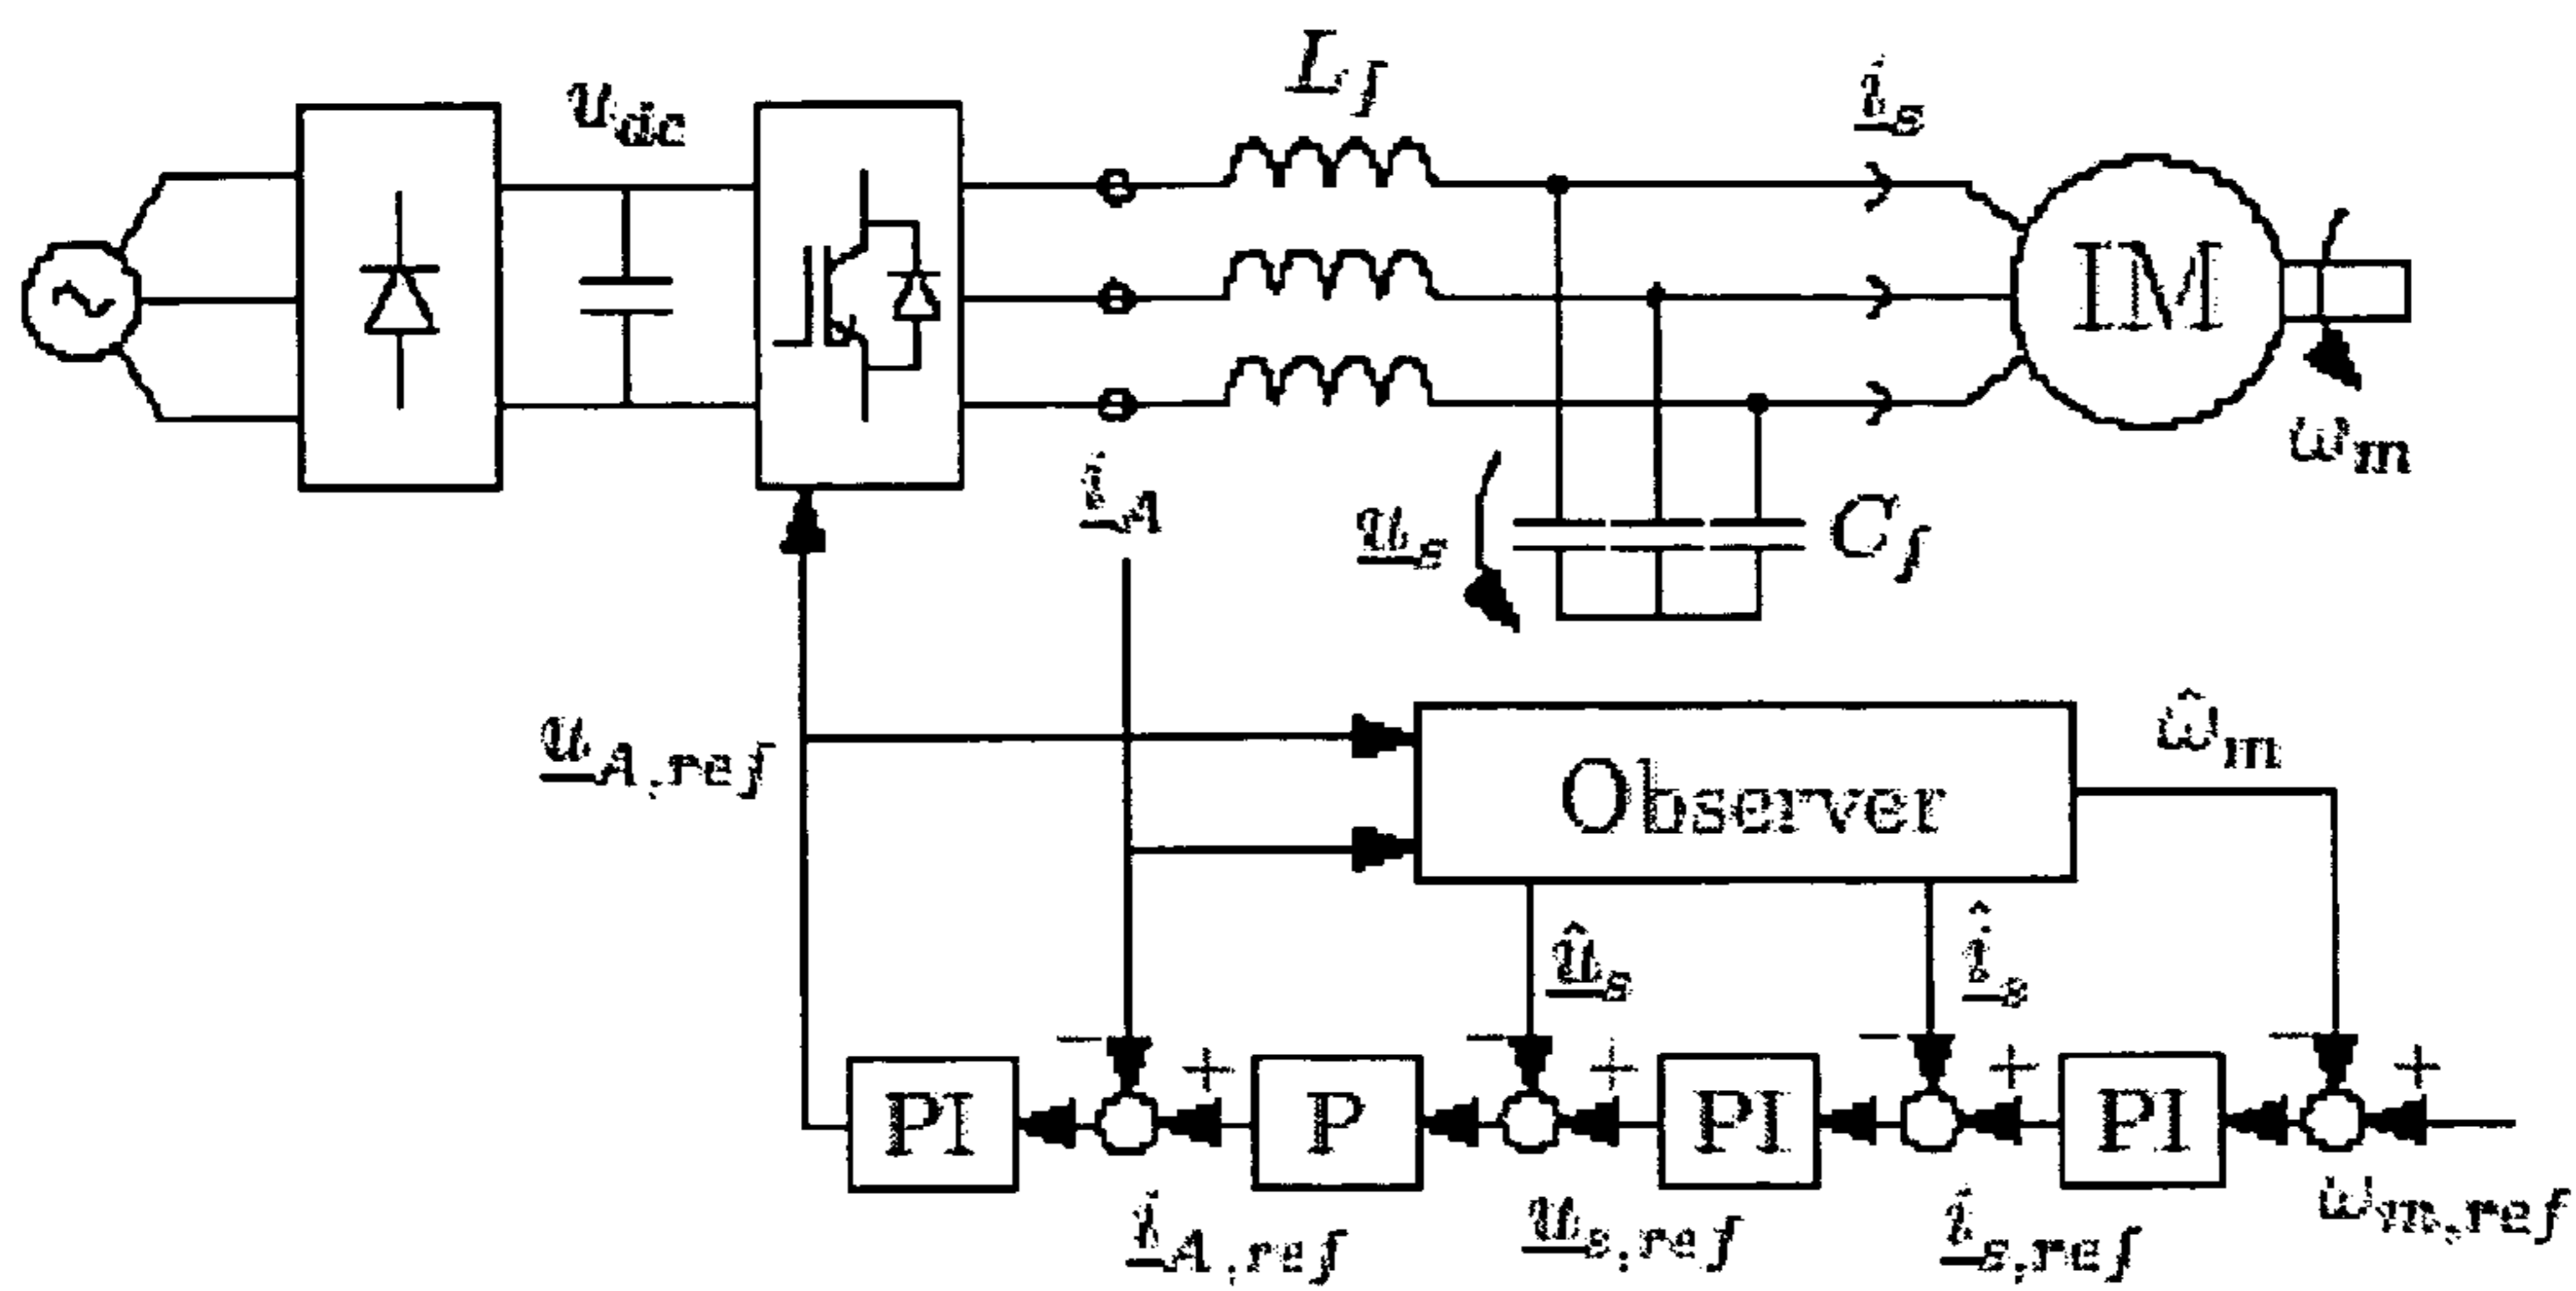 L_f
u_dc
i_s
IM
ω_m
i_A
u_s
C_f
u_A,ref
ω̂_m
Observer
û_s
î_s
− + − + − + − +
PI P PI PI
i_A,ref u_s,ref i_s,ref ω_m,ref